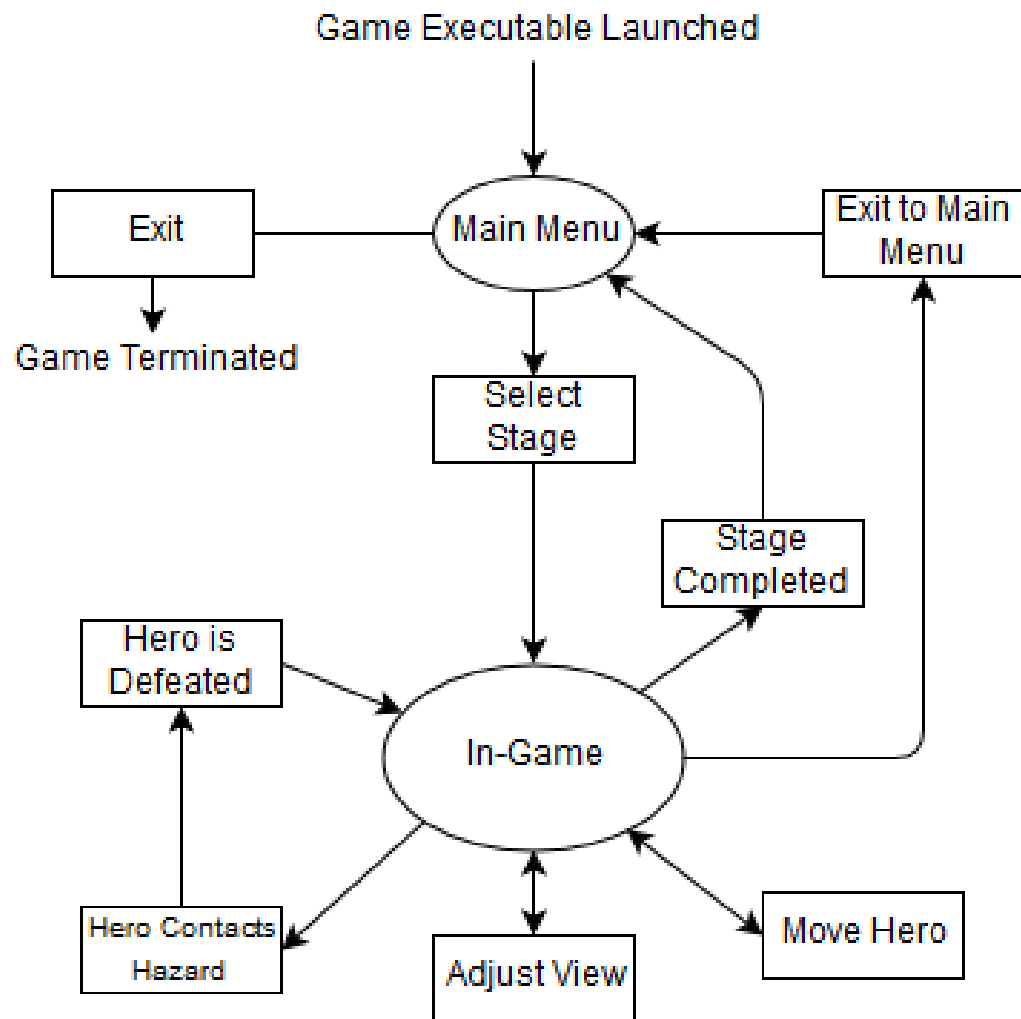 Game Executable Launched
Exit
Main Menu
Exit to Main
Menu
Game Terminated
Select
Stage
Stage
Completed
Hero is
Defeated
In-Game
Hero Contacts
Hazard
Adjust View
Move Hero